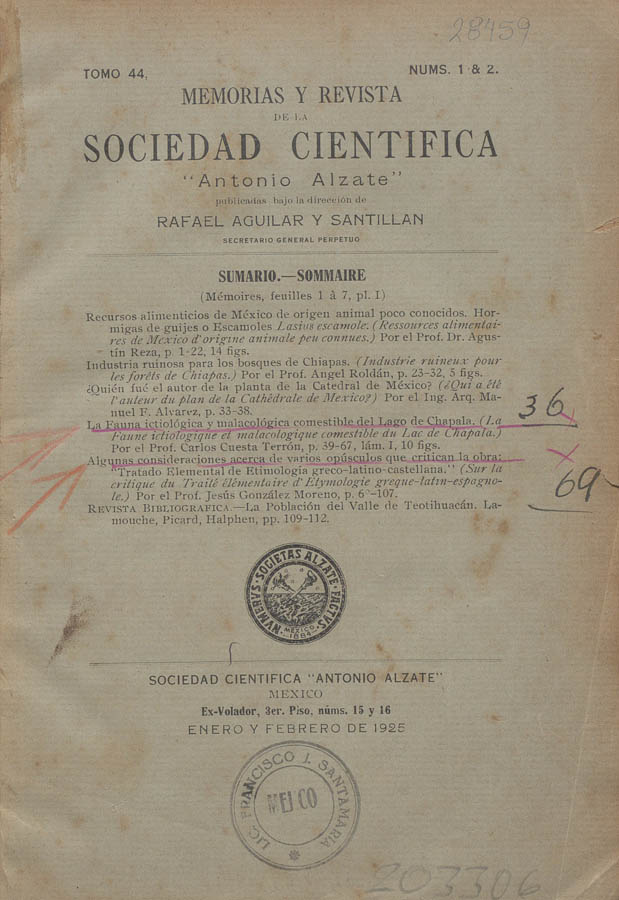 28459
TOMO 44, NUMS. 1 & 2.
MEMORIAS Y REVISTA
DE LA
SOCIEDAD CIENTIFICA
"Antonio Alzate"
publicadas bajo la dirección de
RAFAEL AGUILAR Y SANTILLAN
SECRETARIO GENERAL PERPETUO
SUMARIO.—SOMMAIRE
(Mémoires, feuilles 1 à 7, pl. I)
Recursos alimenticios de México de origen animal poco conocidos. Hor-
migas de guijes o Escamoles Lasius escamole. (Ressources alimentai-
res de Mexico d'origine animale peu connues.) Por el Prof. Dr. Agus-
tín Reza, p 1-22, 14 figs.
Industria ruinosa para los bosques de Chiapas. (Industrie ruineux pour
les forêts de Chiapas.) Por el Prof. Angel Roldán, p. 23-32, 5 figs.
¿Quién fué el autor de la planta de la Catedral de México? (¿Qui a été
l'auteur du plan de la Cathédrale de Mexico?) Por el Ing. Arq. Ma-
nuel F. Alvarez, p. 33-38.
36
La Fauna ictiológica y malacológica comestible del Lago de Chapala. (La
Faune ictiologique et malacologique comestible du Lac de Chapala.)
Por el Prof. Carlos Cuesta Terrón, p. 39-67, lám. I, 10 figs.
Algunas consideraciones acerca de varios opúsculos que critican la obra:
"Tratado Elemental de Etimología greco-latino-castellana." (Sur la
critique du Traité élémentaire d'Etymologie greque-latin-espagno-
le.) Por el Prof. Jesús González Moreno, p. 6 -107.
69
REVISTA BIBLIOGRAFICA.—La Población del Valle de Teotihuacán. La-
mouche, Picard, Halphen, pp. 109-112.
NVMERVS · SOCIETAS ALZATE · FACTVS
MEXICO
1884
SOCIEDAD CIENTIFICA "ANTONIO ALZATE"
MEXICO
Ex-Volador, 3er. Piso, núms. 15 y 16
ENERO Y FEBRERO DE 1925
LIC. FRANCISCO J. SANTAMARIA
MEXICO
203306